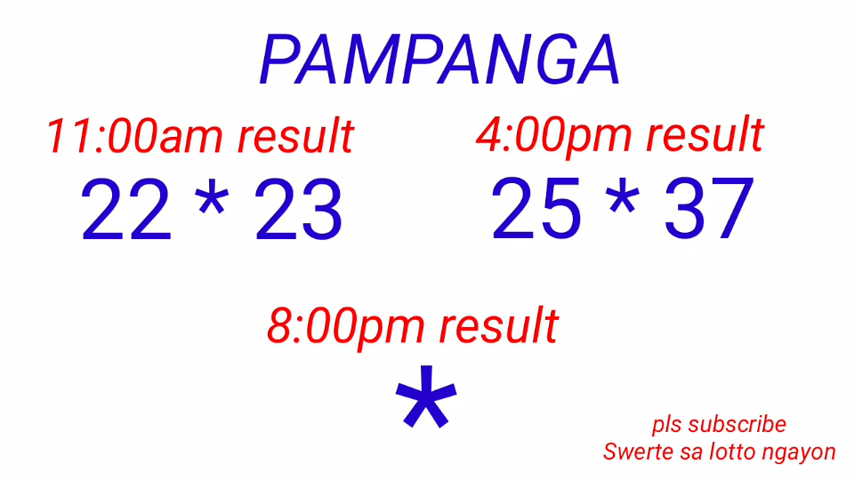 PAMPANGA
11:00am result
22 * 23
4:00pm result
25 * 37
8:00pm result
*
pls subscribe
Swerte sa lotto ngayon